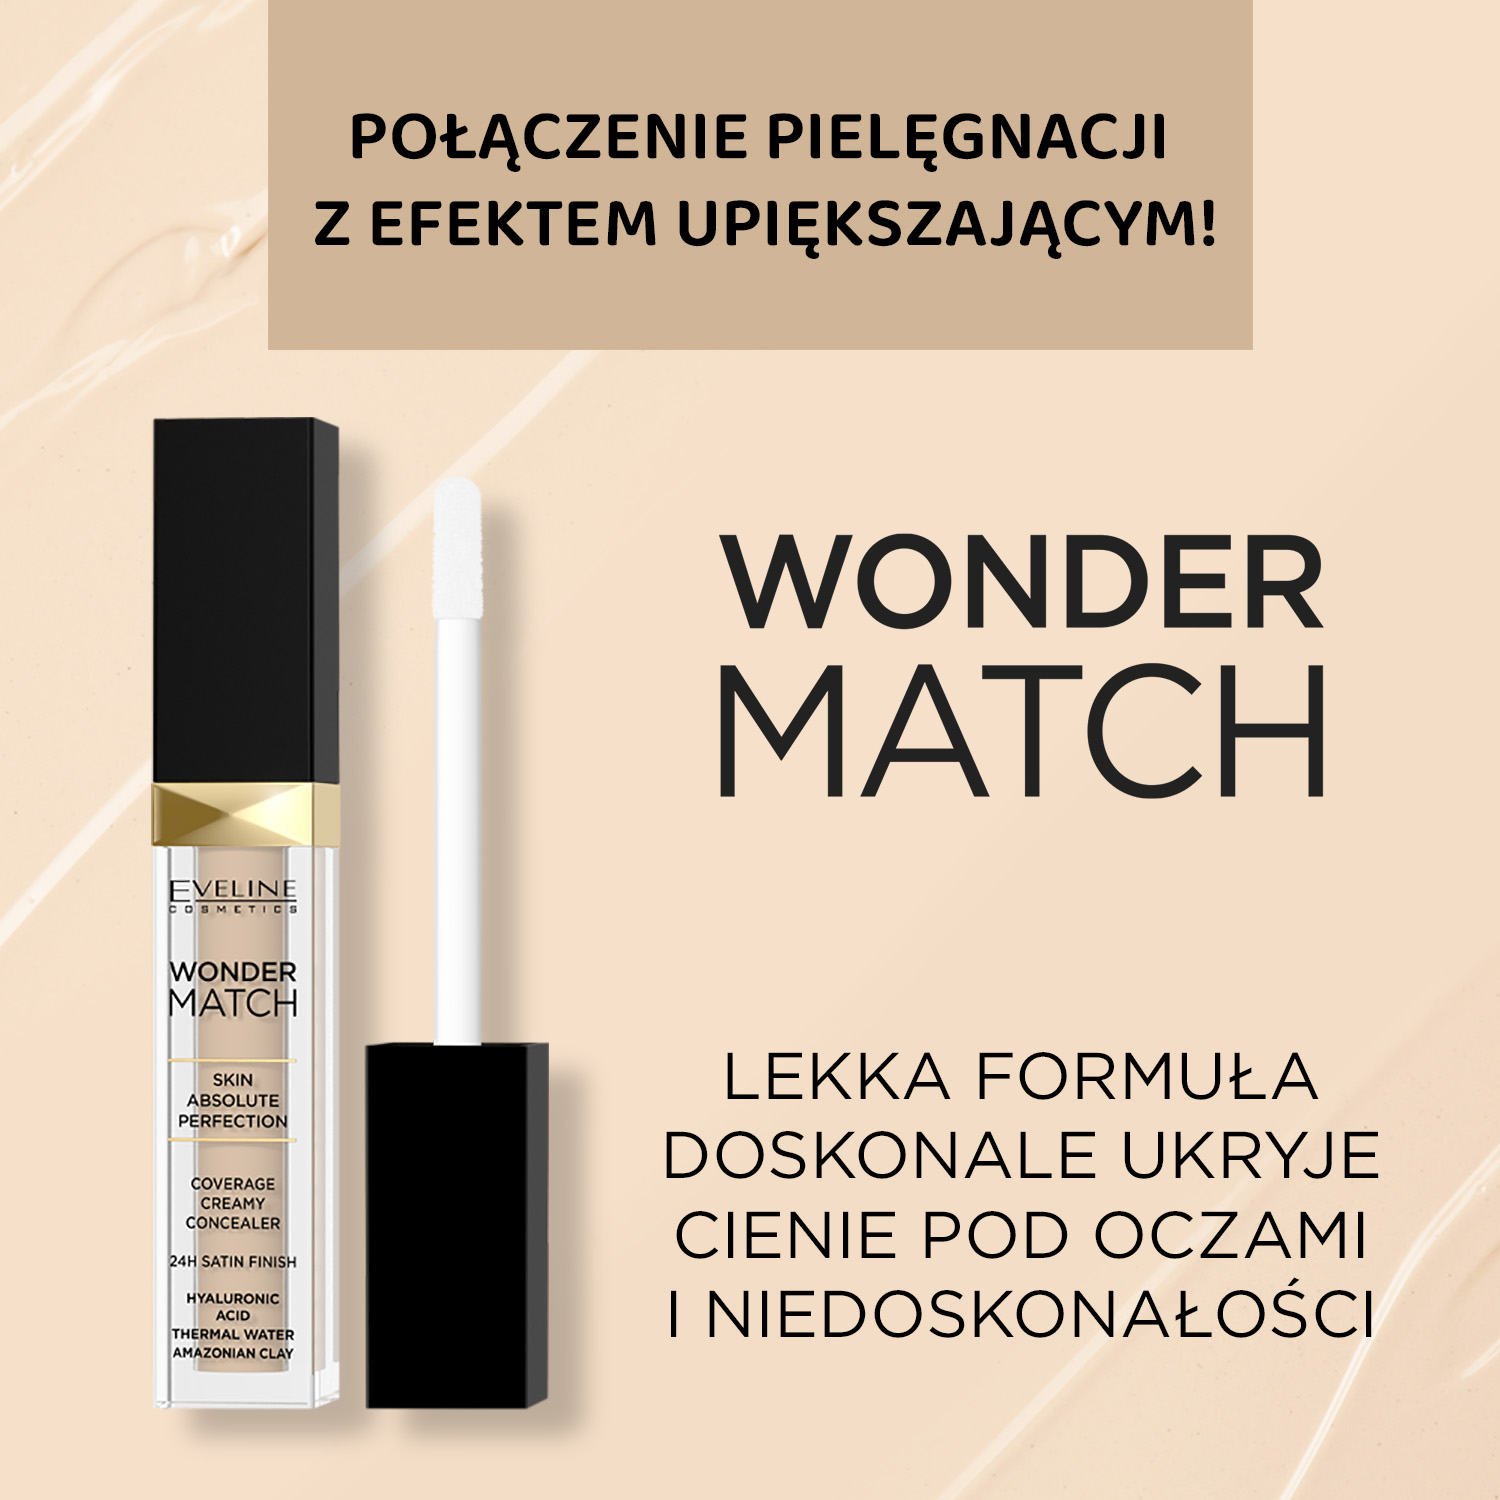 POŁĄCZENIE PIELĘGNACJI
Z EFEKTEM UPIĘKSZAJĄCYM!
WONDER
MATCH
EVELINE
COSMETICS
WONDER
MATCH
SKIN
ABSOLUTE
PERFECTION
COVERAGE
CREAMY
CONCEALER
24H SATIN FINISH
HYALURONIC
ACID
THERMAL WATER
AMAZONIAN CLAY
LEKKA FORMUŁA
DOSKONALE UKRYJE
CIENIE POD OCZAMI
I NIEDOSKONAŁOŚCI